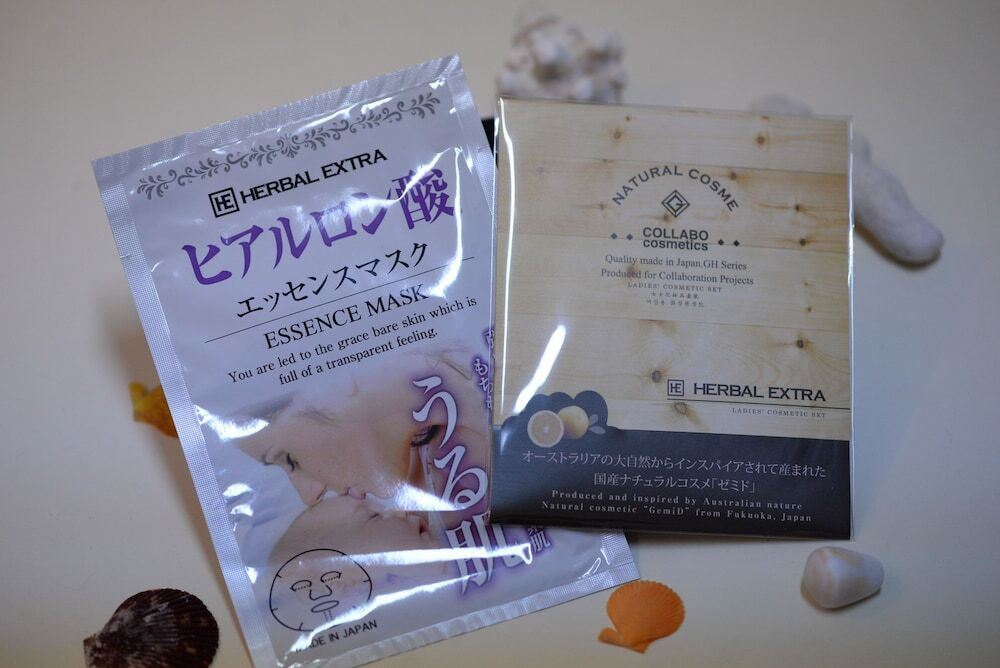 HE HERBAL EXTRA
ヒアルロン酸
エッセンスマスク
ESSENCE MASK
You are led to the grace bare skin which is
full of a transparent feeling.
うる肌
MADE IN JAPAN
NATURAL COSME
G
COLLABO
cosmetics
Quality made in Japan,GH Series
Produced for Collaboration Projects
LADIES' COSMETIC SET
HE HERBAL EXTRA
LADIES' COSMETIC SET
オーストラリアの大自然からインスパイアされて産まれた
国産ナチュラルコスメ「ゼミド」
Produced and inspired by Australian nature
Natural cosmetic "GemiD" from Fukuoka, Japan